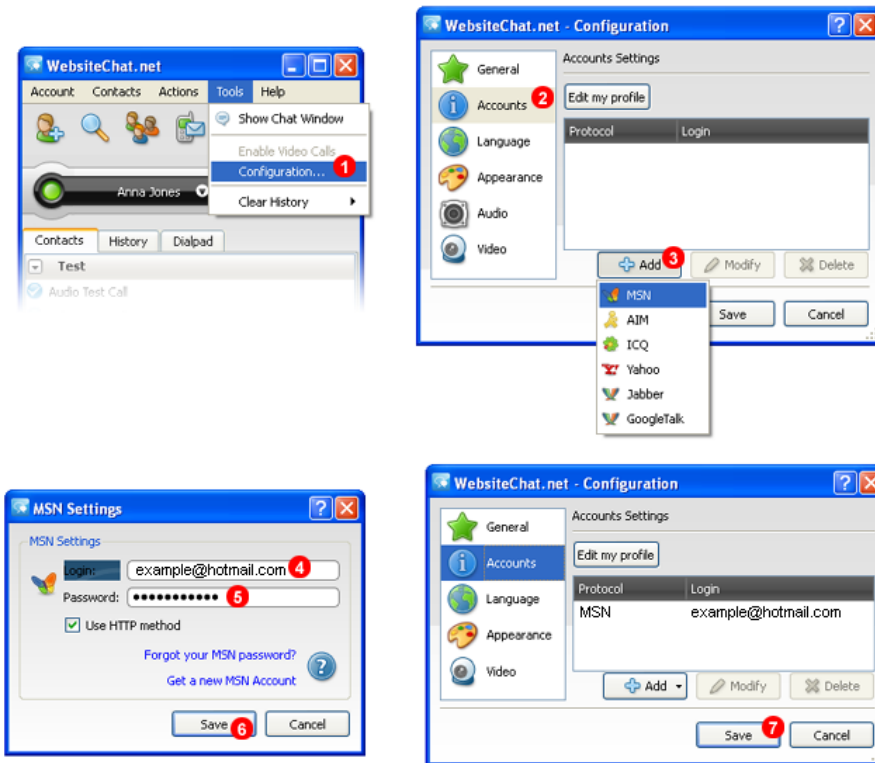 WebsiteChat.net
Account Contacts Actions Tools Help
Show Chat Window
Enable Video Calls
Configuration... 1
Anna Jones
Clear History
Contacts History Dialpad
Test
Audio Test Call
WebsiteChat.net - Configuration
General
Accounts 2
Language
Appearance
Audio
Video
Accounts Settings
Edit my profile
Protocol Login
Add 3 Modify Delete
MSN
AIM
ICQ
Yahoo
Jabber
GoogleTalk
Save Cancel
MSN Settings
MSN Settings
Login: example@hotmail.com 4
Password: ••••••••••• 5
Use HTTP method
Forgot your MSN password?
Get a new MSN Account
Save 6 Cancel
WebsiteChat.net - Configuration
General
Accounts
Language
Appearance
Video
Accounts Settings
Edit my profile
Protocol Login
MSN example@hotmail.com
Add Modify Delete
Save 7 Cancel